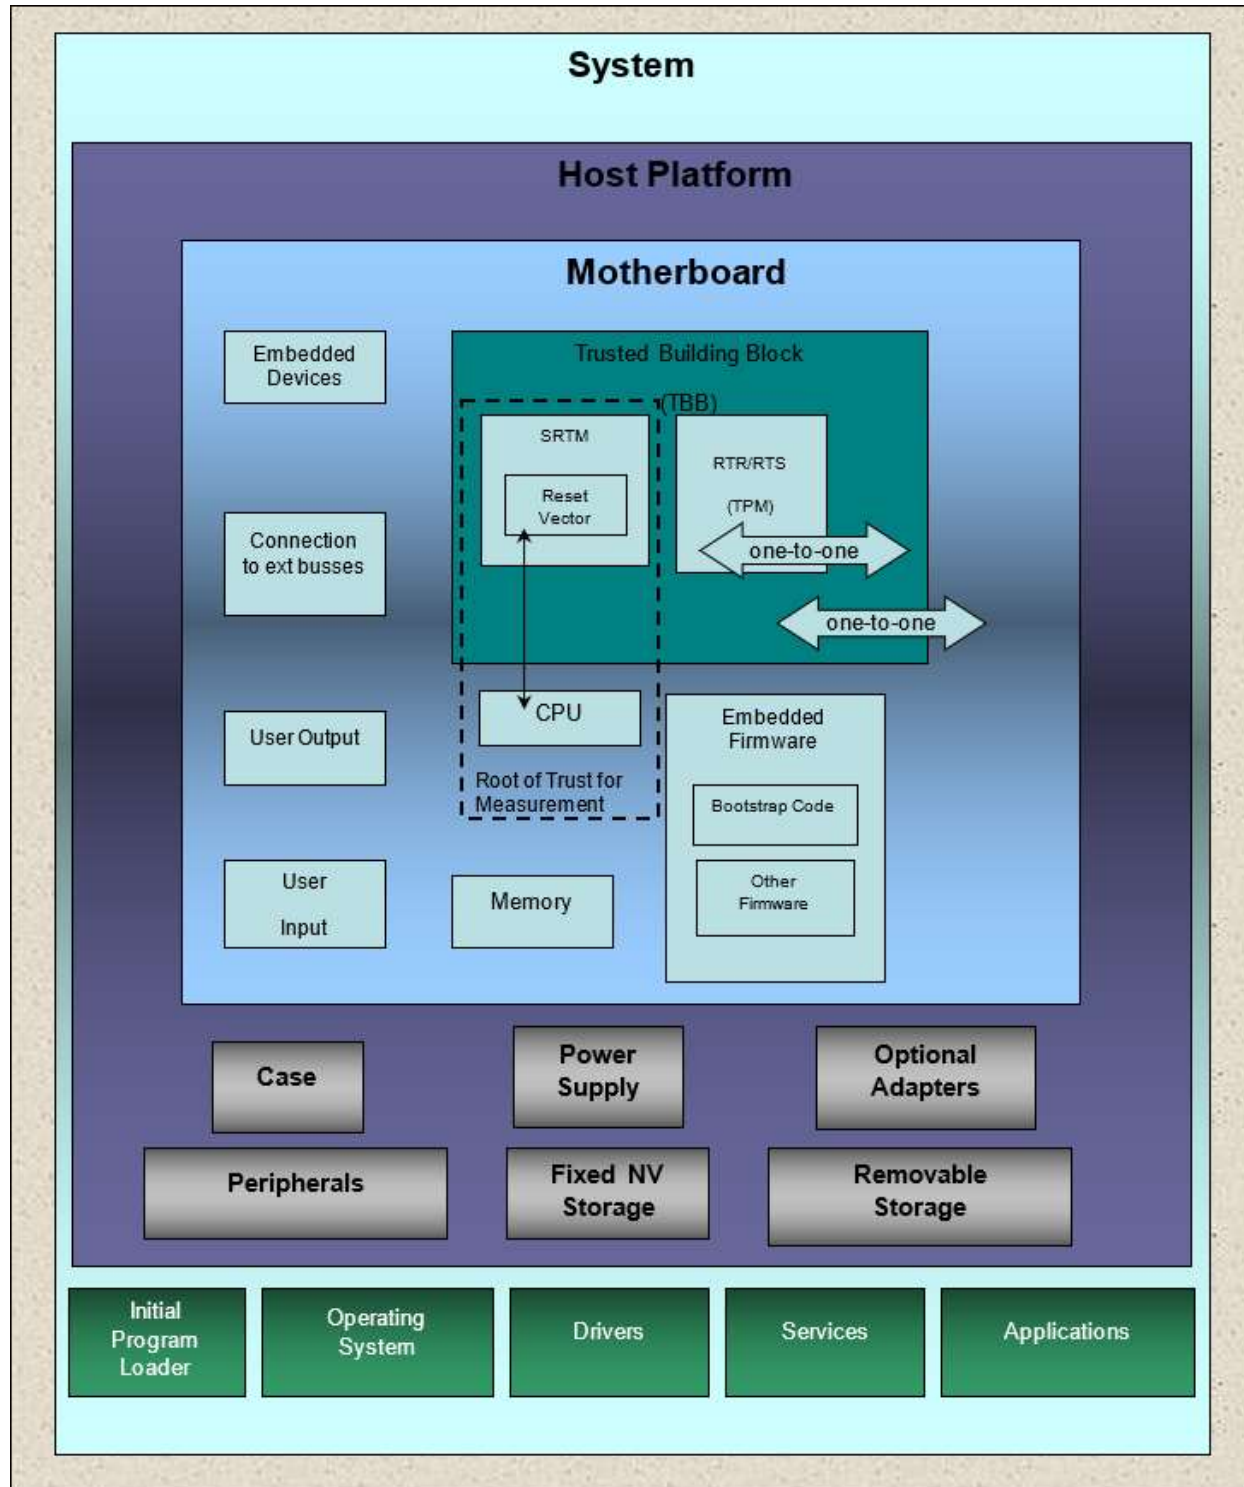 System
Host Platform
Motherboard
Embedded
Devices
Trusted Building Block
(TBB)
SRTM
Reset
Vector
RTR/RTS
(TPM)
one-to-one
one-to-one
Connection
to ext busses
CPU
Root of Trust for
Measurement
User Output
Embedded
Firmware
Bootstrap Code
Other
Firmware
User
Input
Memory
Case
Power
Supply
Optional
Adapters
Peripherals
Fixed NV
Storage
Removable
Storage
Initial
Program
Loader
Operating
System
Drivers
Services
Applications